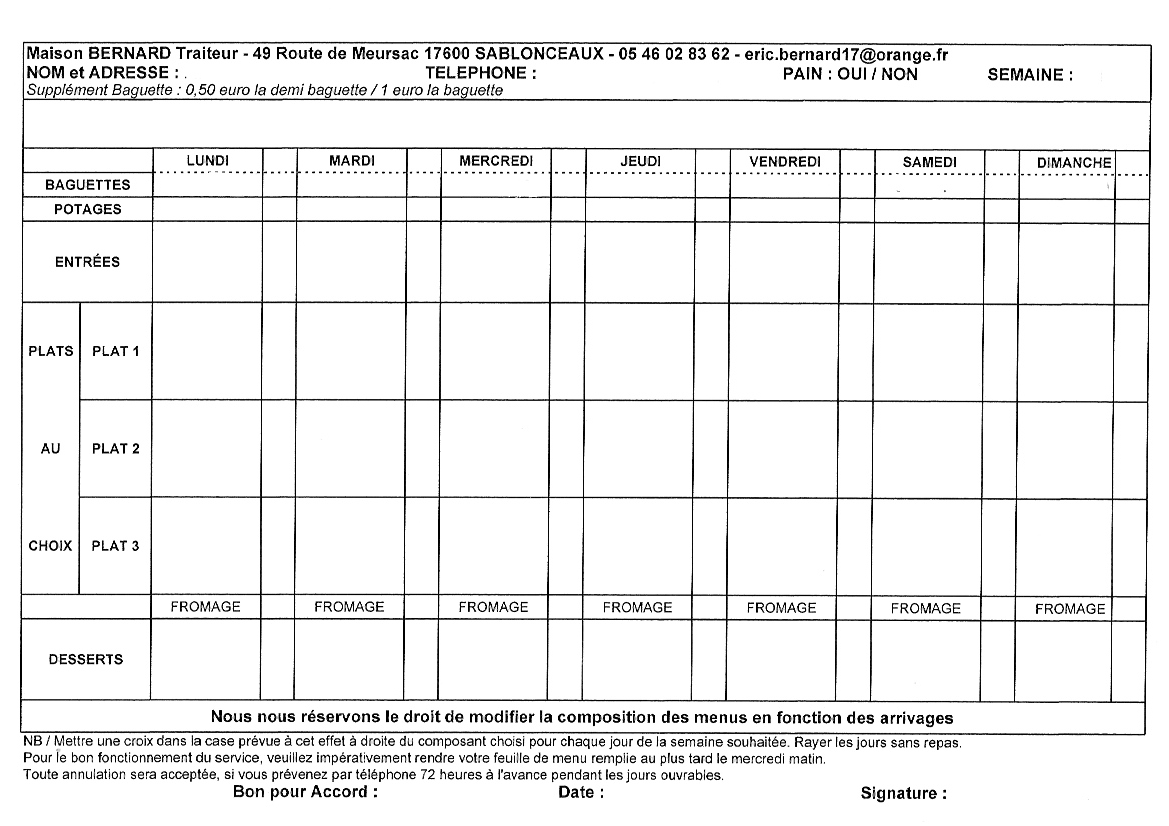 Maison BERNARD Traiteur - 49 Route de Meursac 17600 SABLONCEAUX - 05 46 02 83 62 - eric.bernard17@orange.fr
NOM et ADRESSE : TELEPHONE : PAIN : OUI / NON SEMAINE :
Supplément Baguette : 0,50 euro la demi baguette / 1 euro la baguette
LUNDI MARDI MERCREDI JEUDI VENDREDI SAMEDI DIMANCHE
BAGUETTES
POTAGES
ENTRÉES
PLATS PLAT 1
AU PLAT 2
CHOIX PLAT 3
FROMAGE FROMAGE FROMAGE FROMAGE FROMAGE FROMAGE FROMAGE
DESSERTS
Nous nous réservons le droit de modifier la composition des menus en fonction des arrivages
NB / Mettre une croix dans la case prévue à cet effet à droite du composant choisi pour chaque jour de la semaine souhaitée. Rayer les jours sans repas.
Pour le bon fonctionnement du service, veuillez impérativement rendre votre feuille de menu remplie au plus tard le mercredi matin.
Toute annulation sera acceptée, si vous prévenez par téléphone 72 heures à l'avance pendant les jours ouvrables.
Bon pour Accord : Date : Signature :